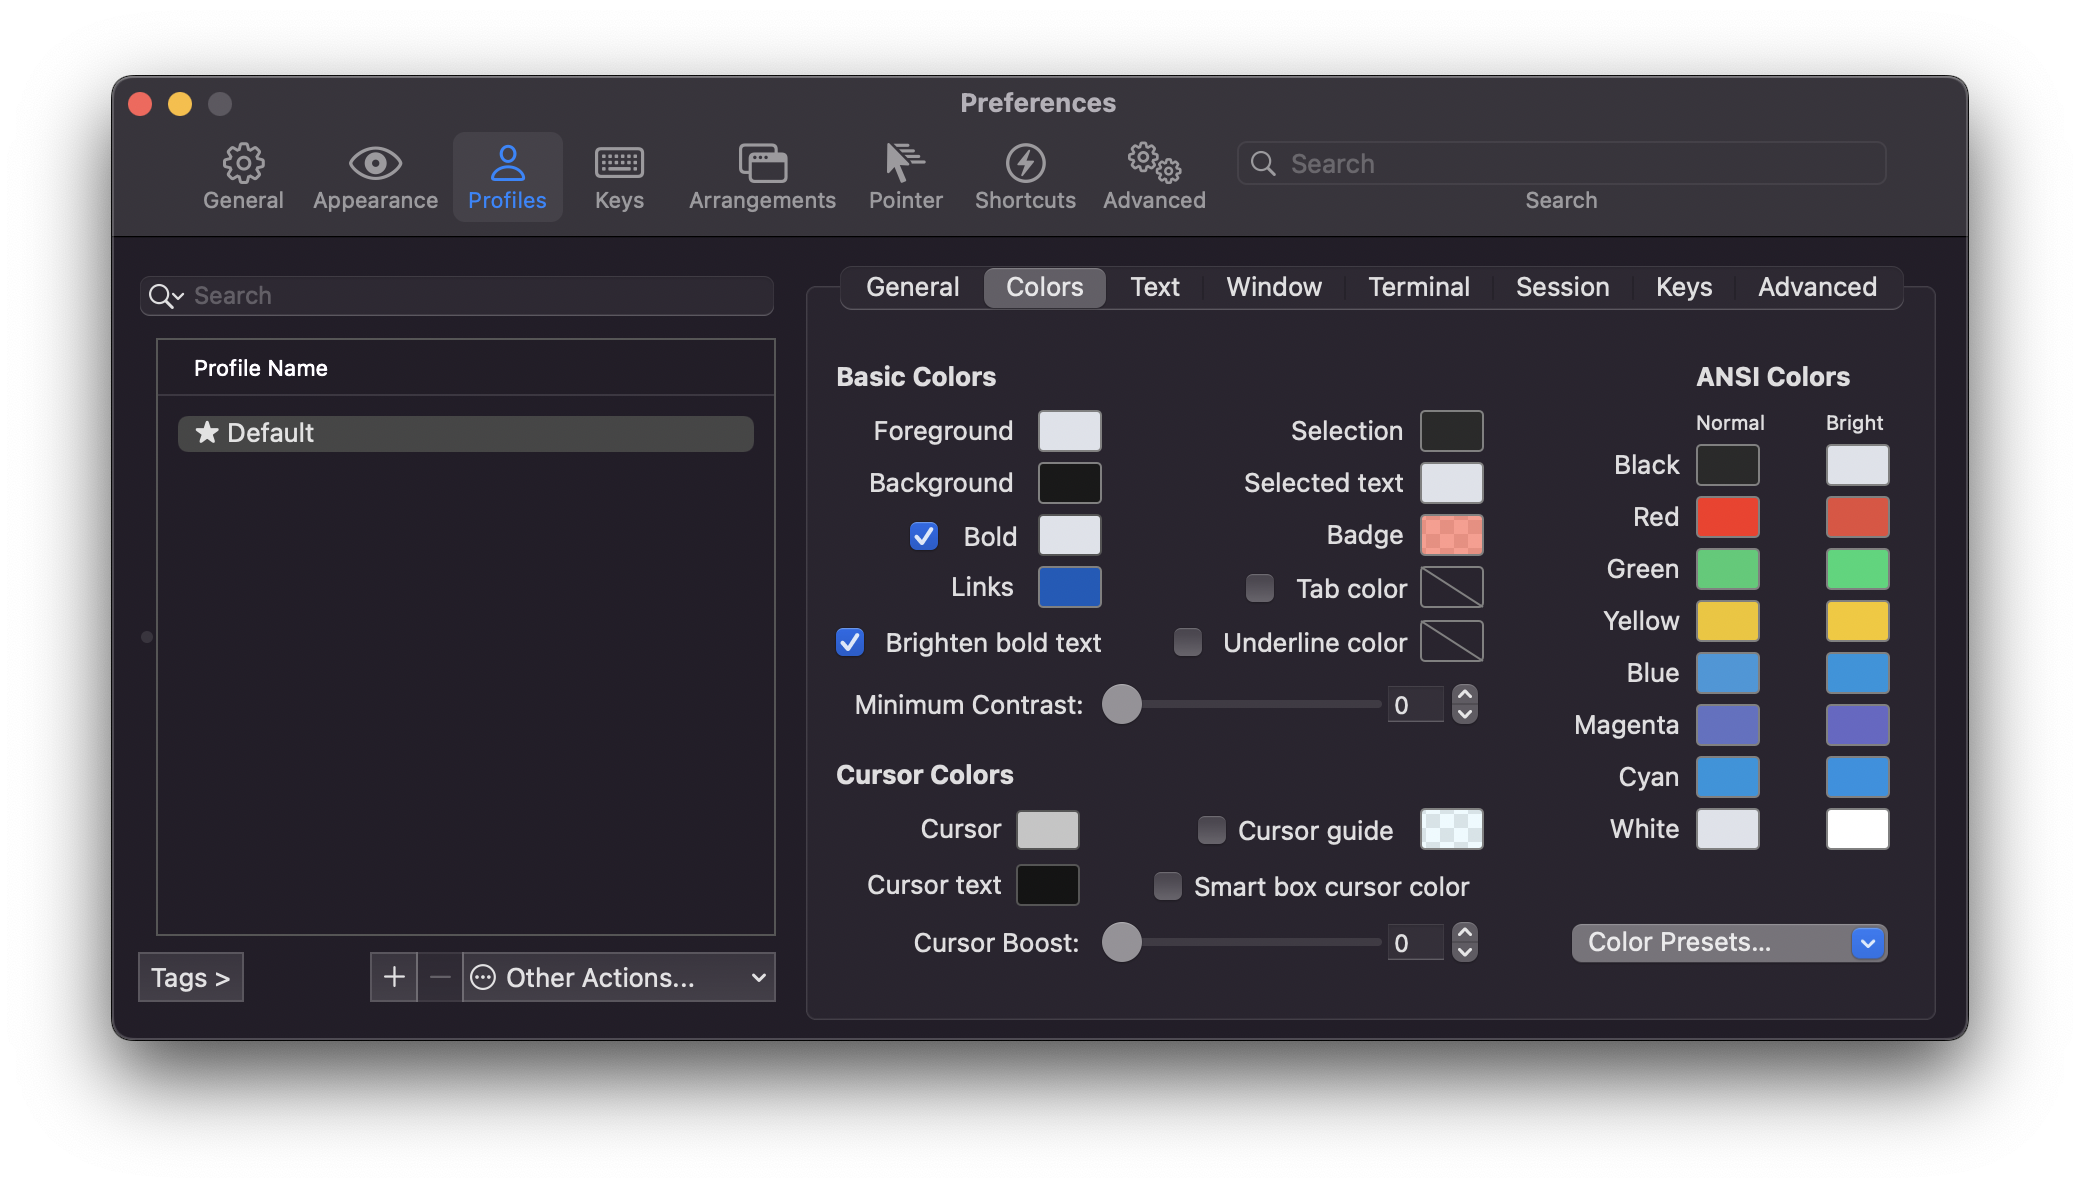 Preferences
General Appearance Profiles Keys Arrangements Pointer Shortcuts Advanced Search
Search
Search
Profile Name
Default
Tags >
Other Actions...
General Colors Text Window Terminal Session Keys Advanced
Basic Colors
Foreground
Background
Bold
Links
Brighten bold text
Selection
Selected text
Badge
Tab color
Underline color
Minimum Contrast: 0
Cursor Colors
Cursor
Cursor text
Cursor guide
Smart box cursor color
Cursor Boost: 0
ANSI Colors
Normal Bright
Black
Red
Green
Yellow
Blue
Magenta
Cyan
White
Color Presets...